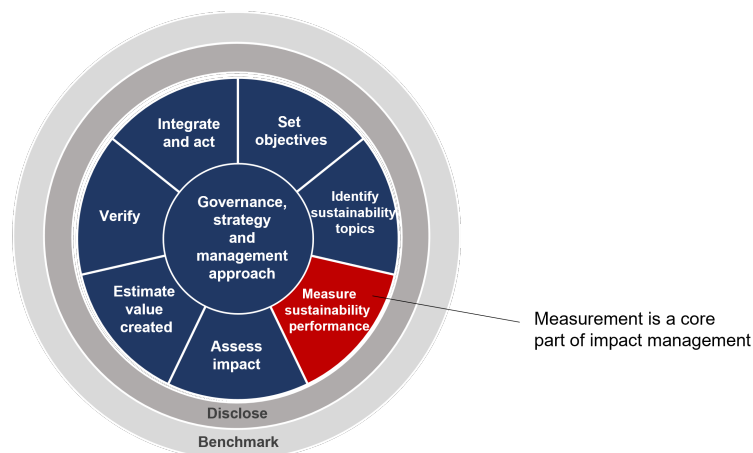 Integrate
and act
Set
objectives
Identify
sustainability
topics
Measure
sustainability
performance
Assess
impact
Estimate
value
created
Verify
Governance,
strategy
and
management
approach
Disclose
Benchmark
Measurement is a core
part of impact management